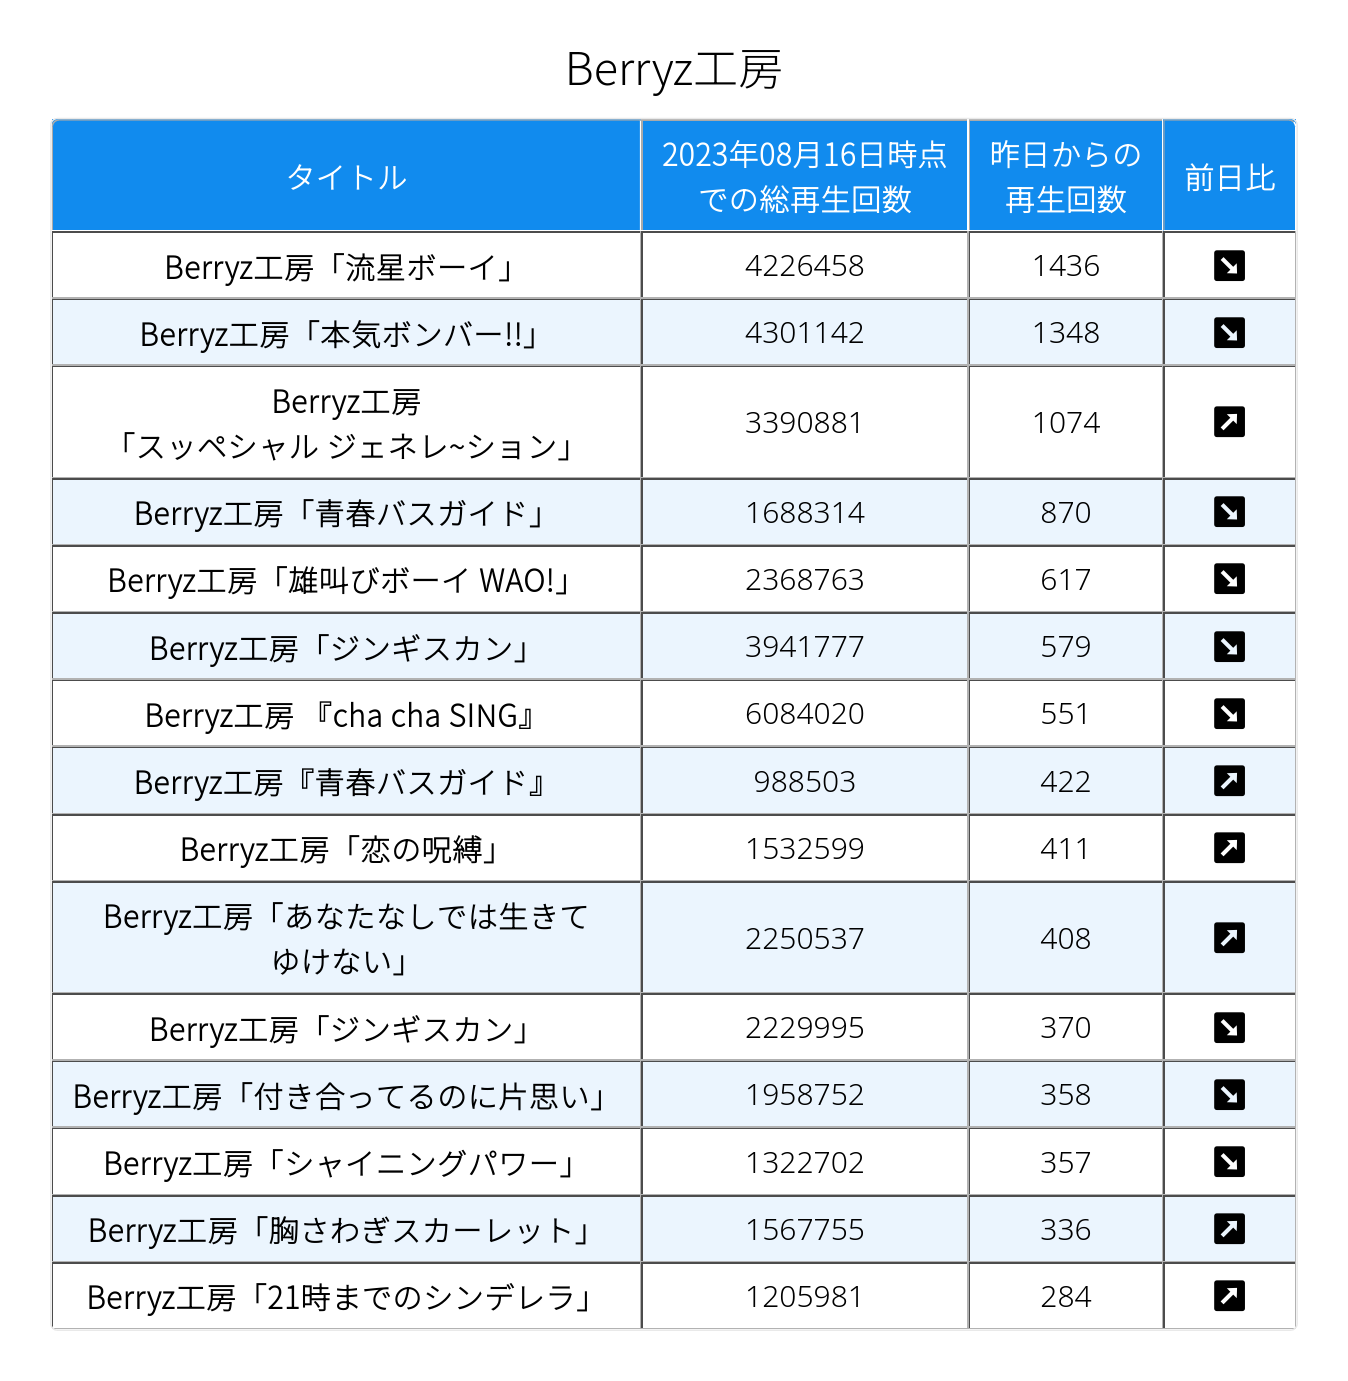 Berryz工房
タイトル
2023年08月16日時点
での総再生回数
昨日からの
再生回数
前日比
Berryz工房「流星ボーイ」 4226458 1436 ↘
Berryz工房「本気ボンバー!!」 4301142 1348 ↘
Berryz工房
「スッペシャル ジェネレ~ション」 3390881 1074 ↗
Berryz工房「青春バスガイド」 1688314 870 ↘
Berryz工房「雄叫びボーイ WAO!」 2368763 617 ↘
Berryz工房「ジンギスカン」 3941777 579 ↘
Berryz工房 『cha cha SING』 6084020 551 ↘
Berryz工房『青春バスガイド』 988503 422 ↗
Berryz工房「恋の呪縛」 1532599 411 ↗
Berryz工房「あなたなしでは生きて
ゆけない」 2250537 408 ↗
Berryz工房「ジンギスカン」 2229995 370 ↘
Berryz工房「付き合ってるのに片思い」 1958752 358 ↘
Berryz工房「シャイニングパワー」 1322702 357 ↘
Berryz工房「胸さわぎスカーレット」 1567755 336 ↗
Berryz工房「21時までのシンデレラ」 1205981 284 ↗